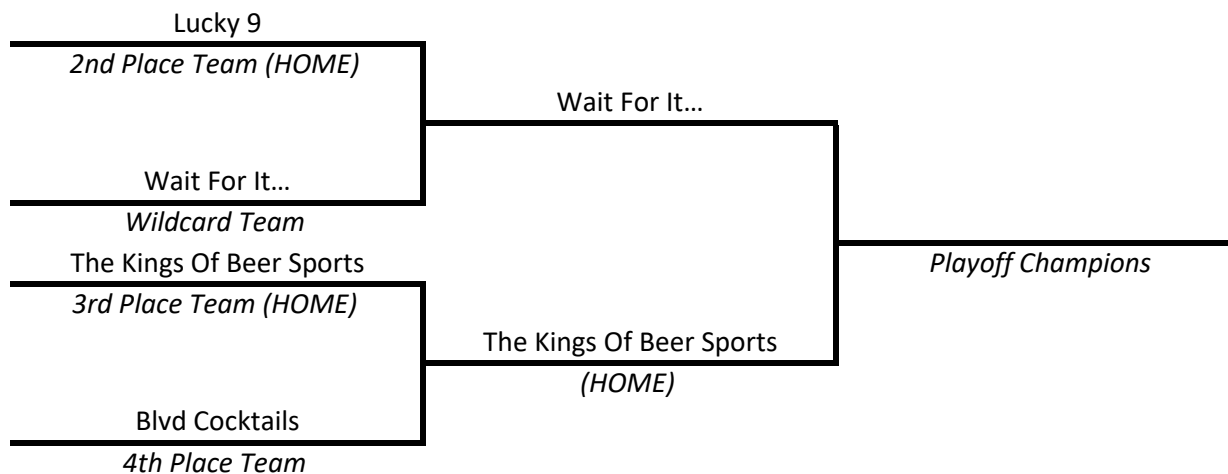 Lucky 9
2nd Place Team (HOME)
Wait For It…
Wait For It…
Wildcard Team
The Kings Of Beer Sports
Playoff Champions
3rd Place Team (HOME)
The Kings Of Beer Sports
(HOME)
Blvd Cocktails
4th Place Team